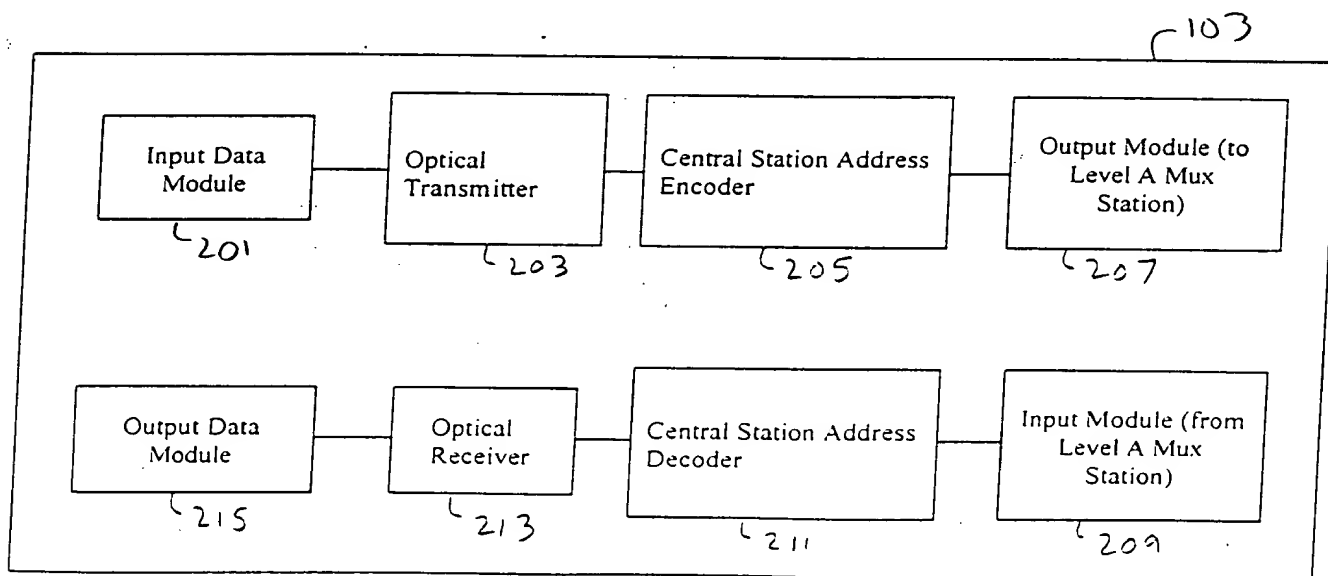 103
Input Data
Module
Optical
Transmitter
Central Station Address
Encoder
Output Module (to
Level A Mux
Station)
201
203
205
207
Output Data
Module
Optical
Receiver
Central Station Address
Decoder
Input Module (from
Level A Mux
Station)
215
213
211
209